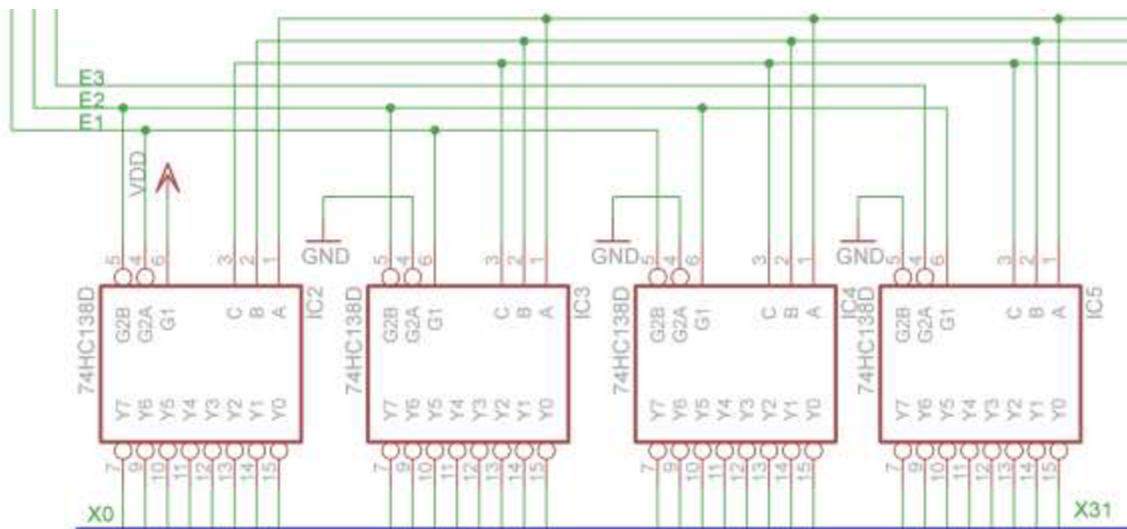 E3
E2
E1
VDD
GND GND GND
5 4 6 3 2 1 5 4 6 3 2 1 5 4 6 3 2 1 5 4 6 3 2 1
74HC138D G2B G2A G1 C B A IC2
74HC138D G2B G2A G1 C B A IC3
74HC138D G2B G2A G1 C B A IC4
74HC138D G2B G2A G1 C B A IC5
Y7 Y6 Y5 Y4 Y3 Y2 Y1 Y0 Y7 Y6 Y5 Y4 Y3 Y2 Y1 Y0 Y7 Y6 Y5 Y4 Y3 Y2 Y1 Y0 Y7 Y6 Y5 Y4 Y3 Y2 Y1 Y0
7 9 10 11 12 13 14 15 7 9 10 11 12 13 14 15 7 9 10 11 12 13 14 15 7 9 10 11 12 13 14 15
X0 X31